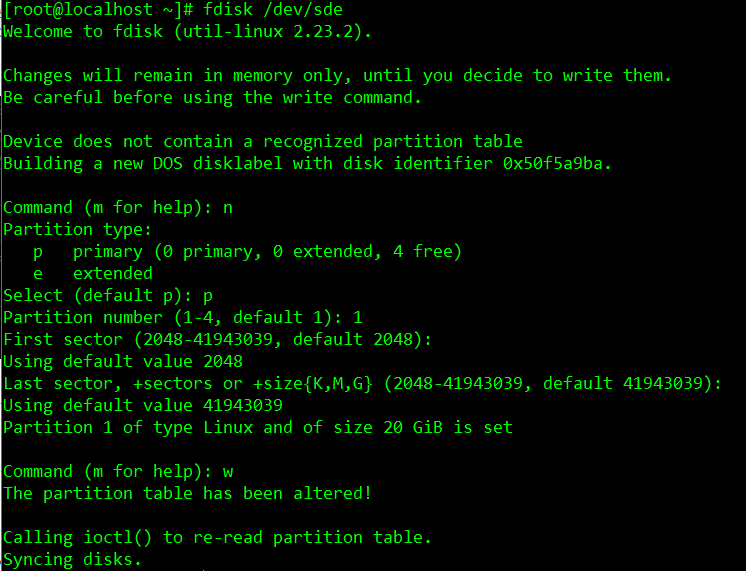 [root@localhost ~]# fdisk /dev/sde
Welcome to fdisk (util-linux 2.23.2).
Changes will remain in memory only, until you decide to write them.
Be careful before using the write command.
Device does not contain a recognized partition table
Building a new DOS disklabel with disk identifier 0x50f5a9ba.
Command (m for help): n
Partition type:
   p   primary (0 primary, 0 extended, 4 free)
   e   extended
Select (default p): p
Partition number (1-4, default 1): 1
First sector (2048-41943039, default 2048):
Using default value 2048
Last sector, +sectors or +size{K,M,G} (2048-41943039, default 41943039):
Using default value 41943039
Partition 1 of type Linux and of size 20 GiB is set
Command (m for help): w
The partition table has been altered!
Calling ioctl() to re-read partition table.
Syncing disks.